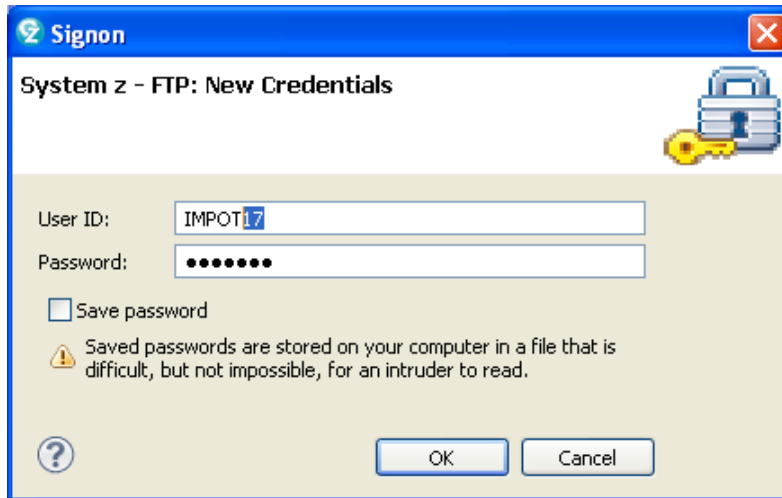 Signon
System z - FTP: New Credentials
User ID: IMPOT17
Password: ●●●●●●●
Save password
Saved passwords are stored on your computer in a file that is
difficult, but not impossible, for an intruder to read.
? OK Cancel